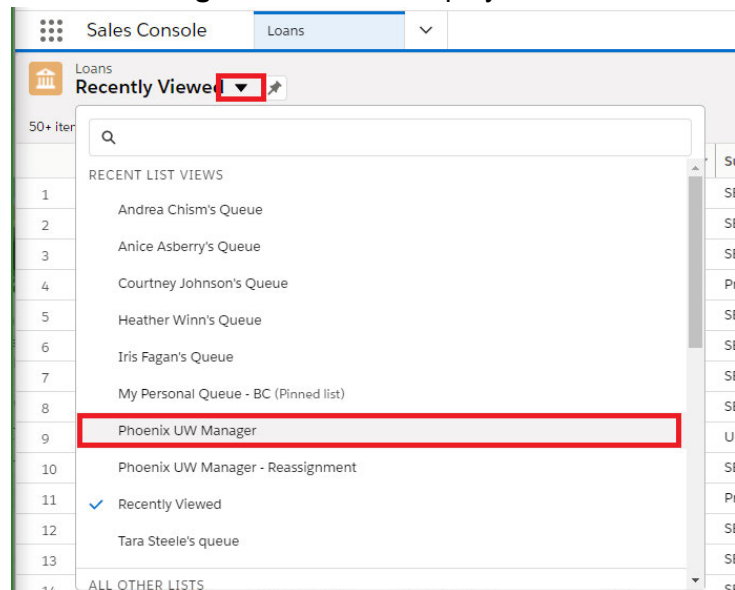 Sales Console Loans
Loans
Recently Viewed
50+ iter
RECENT LIST VIEWS
1
Andrea Chism's Queue
2
3
Anice Asberry's Queue
4
Courtney Johnson's Queue
5
Heather Winn's Queue
6
Iris Fagan's Queue
7
My Personal Queue - BC (Pinned list)
8
9
Phoenix UW Manager
10
Phoenix UW Manager - Reassignment
11
Recently Viewed
12
Tara Steele's queue
13
ALL OTHER LISTS